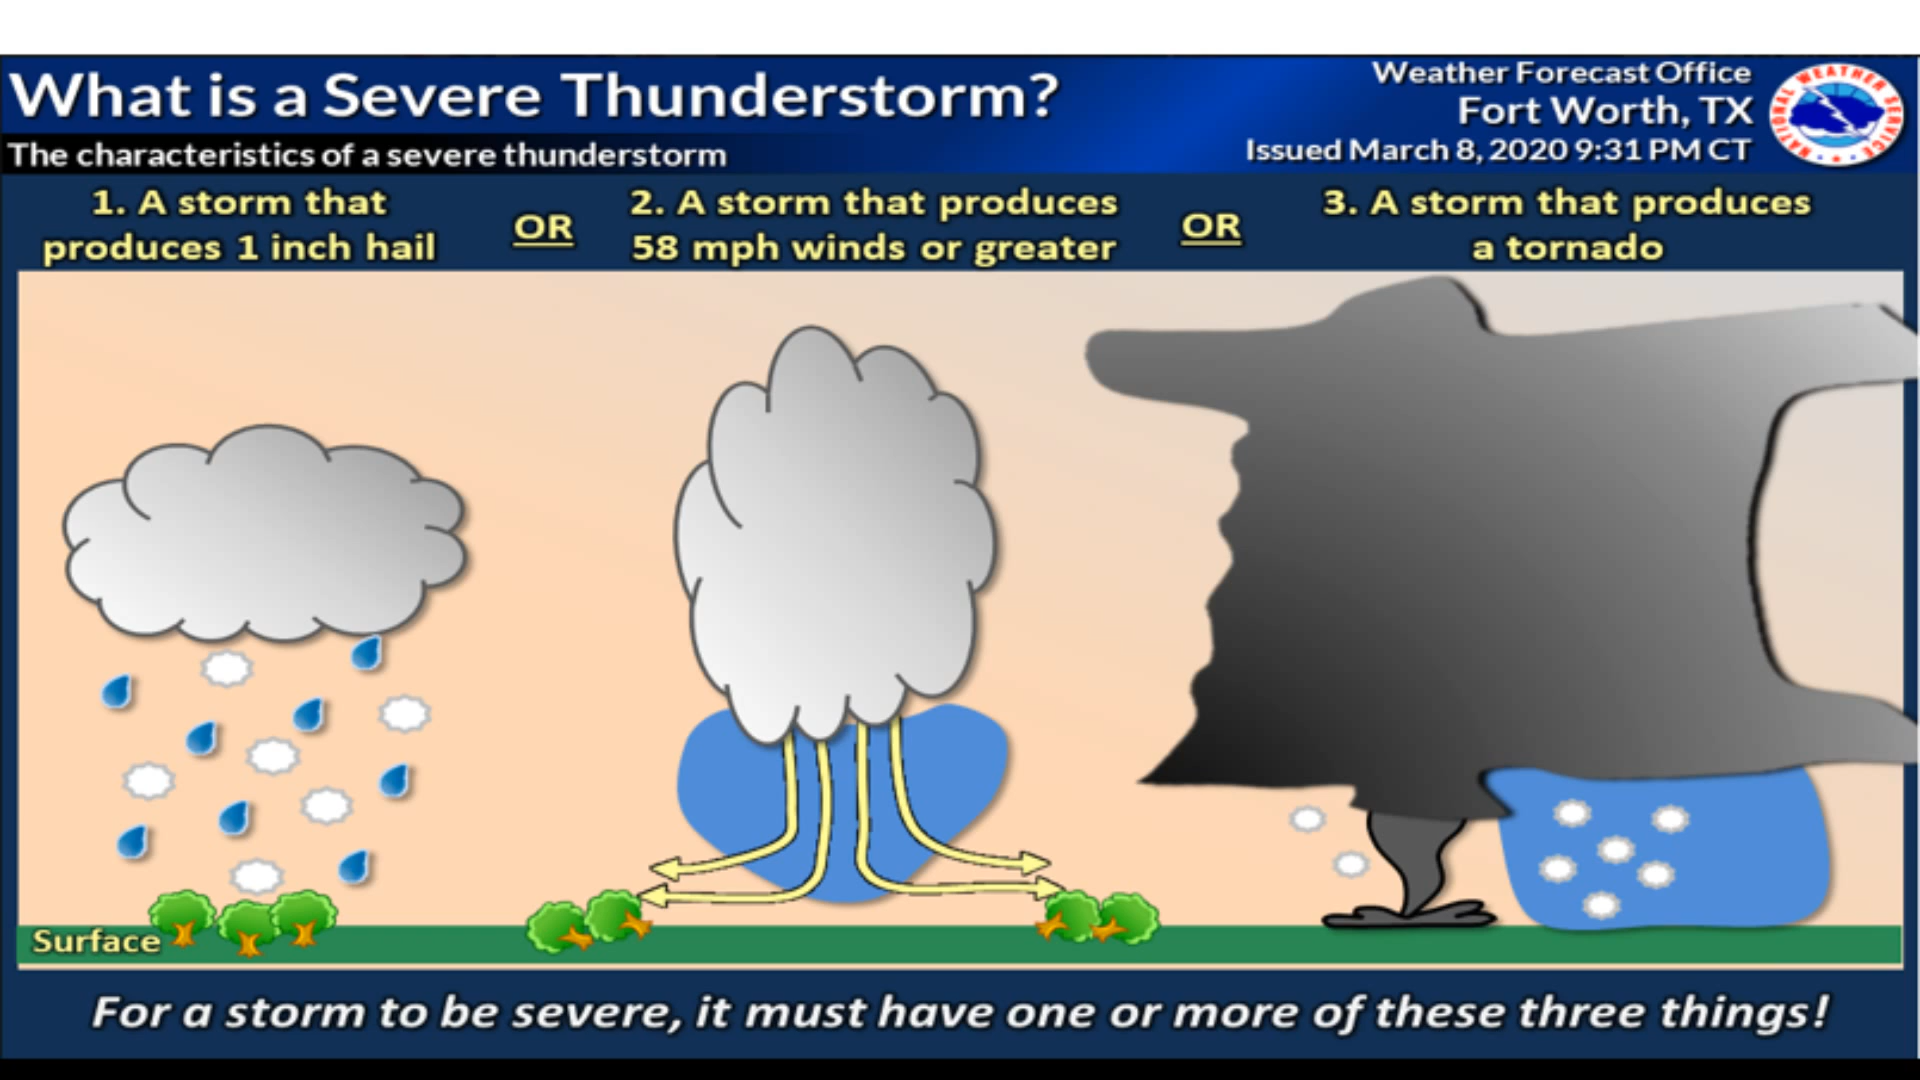 What is a Severe Thunderstorm?
The characteristics of a severe thunderstorm
Weather Forecast Office
Fort Worth, TX
Issued March 8, 2020 9:31 PM CT
NATIONAL WEATHER SERVICE
1. A storm that
produces 1 inch hail
OR
2. A storm that produces
58 mph winds or greater
OR
3. A storm that produces
a tornado
Surface
For a storm to be severe, it must have one or more of these three things!